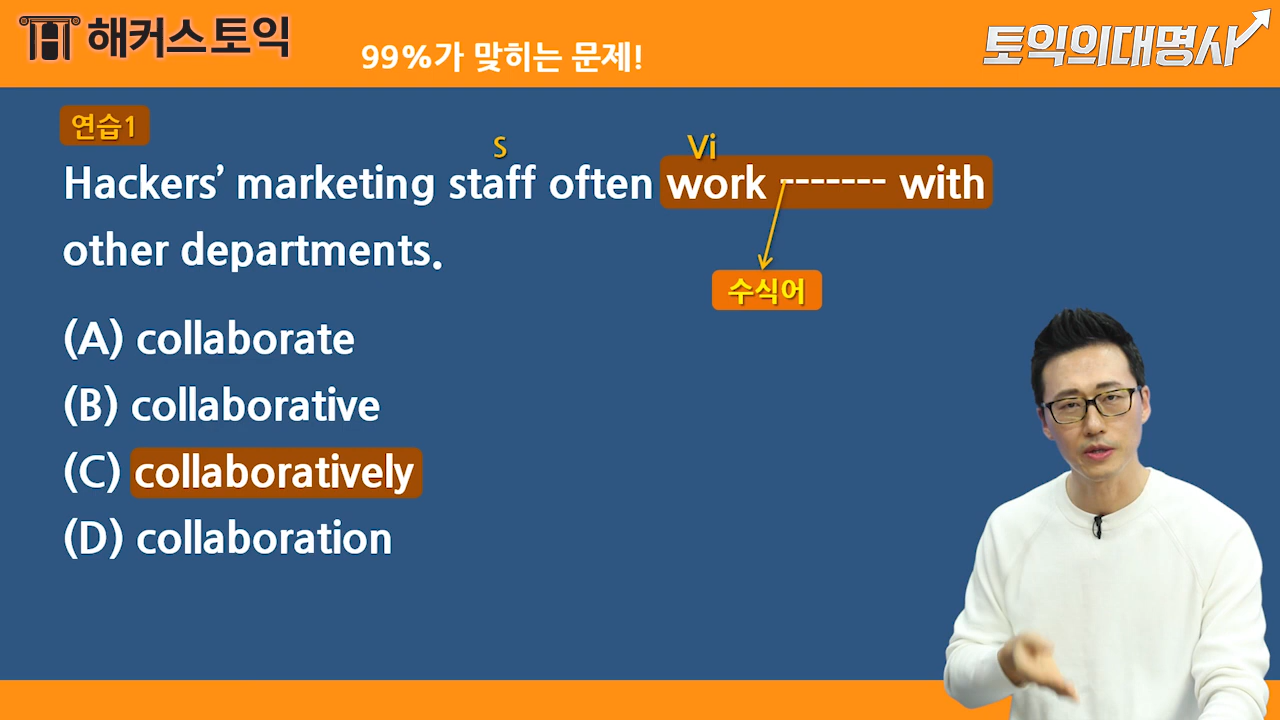 해커스토익
99%가 맞히는 문제!
토익의대명사
연습1
S Vi
Hackers’ marketing staff often work ------- with
other departments.
수식어
(A) collaborate
(B) collaborative
(C) collaboratively
(D) collaboration